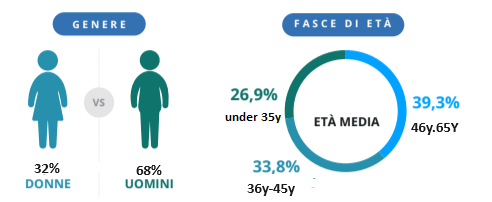 GENERE
VS
32%
DONNE
68%
UOMINI
FASCE DI ETÀ
26,9%
under 35y
ETÀ MEDIA
39,3%
46y.65Y
33,8%
36y-45y